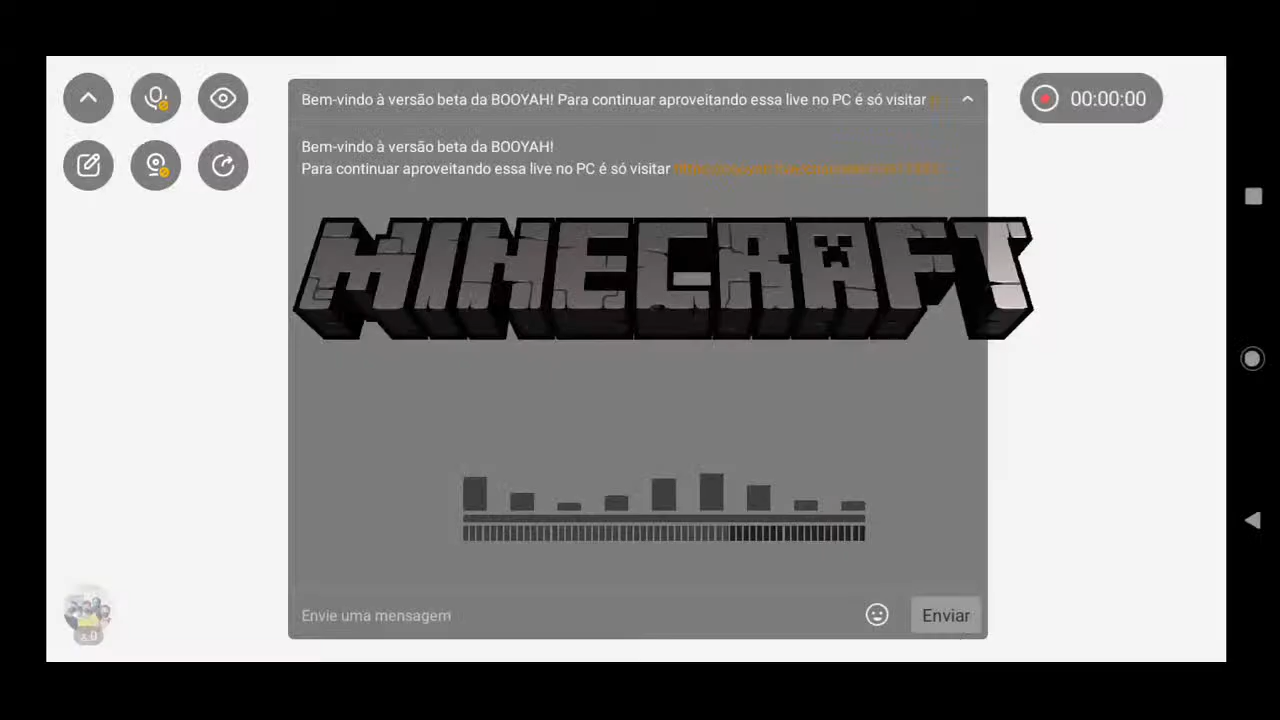 Bem-vindo à versão beta da BOOYAH! Para continuar aproveitando essa live no PC é só visitar
00:00:00
Bem-vindo à versão beta da BOOYAH!
Para continuar aproveitando essa live no PC é só visitar
MINECRAFT
Envie uma mensagem
Enviar
x 0